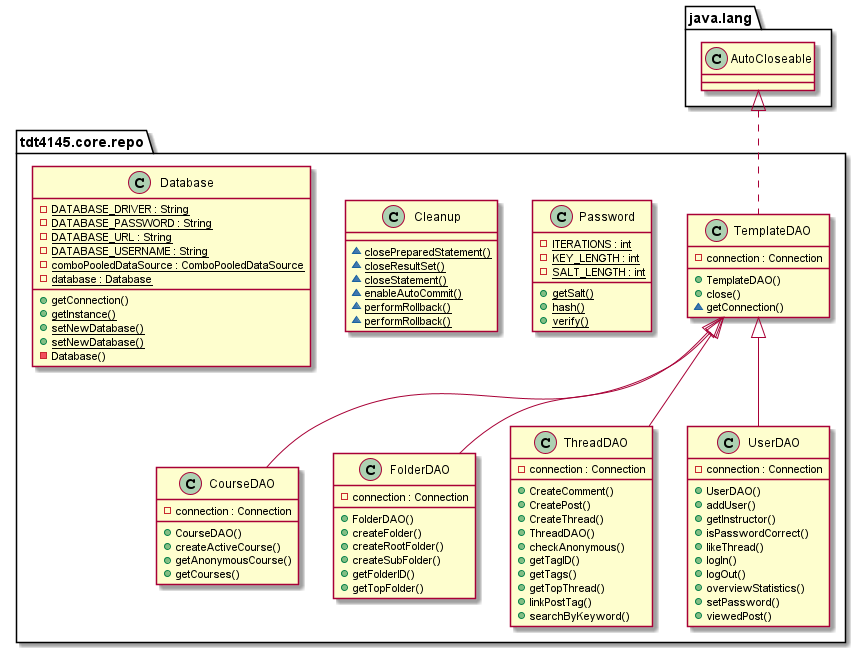 java.lang
C AutoCloseable
tdt4145.core.repo
C Database
DATABASE_DRIVER : String
DATABASE_PASSWORD : String
DATABASE_URL : String
DATABASE_USERNAME : String
comboPooledDataSource : ComboPooledDataSource
database : Database
getConnection()
getInstance()
setNewDatabase()
setNewDatabase()
Database()
C Cleanup
closePreparedStatement()
closeResultSet()
closeStatement()
enableAutoCommit()
performRollback()
performRollback()
C Password
ITERATIONS : int
KEY_LENGTH : int
SALT_LENGTH : int
getSalt()
hash()
verify()
C TemplateDAO
connection : Connection
TemplateDAO()
close()
getConnection()
C CourseDAO
connection : Connection
CourseDAO()
createActiveCourse()
getAnonymousCourse()
getCourses()
C FolderDAO
connection : Connection
FolderDAO()
createFolder()
createRootFolder()
createSubFolder()
getFolderID()
getTopFolder()
C ThreadDAO
connection : Connection
CreateComment()
CreatePost()
CreateThread()
ThreadDAO()
checkAnonymous()
getTagID()
getTags()
getTopThread()
linkPostTag()
searchByKeyword()
C UserDAO
connection : Connection
UserDAO()
addUser()
getInstructor()
isPasswordCorrect()
likeThread()
logIn()
logOut()
overviewStatistics()
setPassword()
viewedPost()